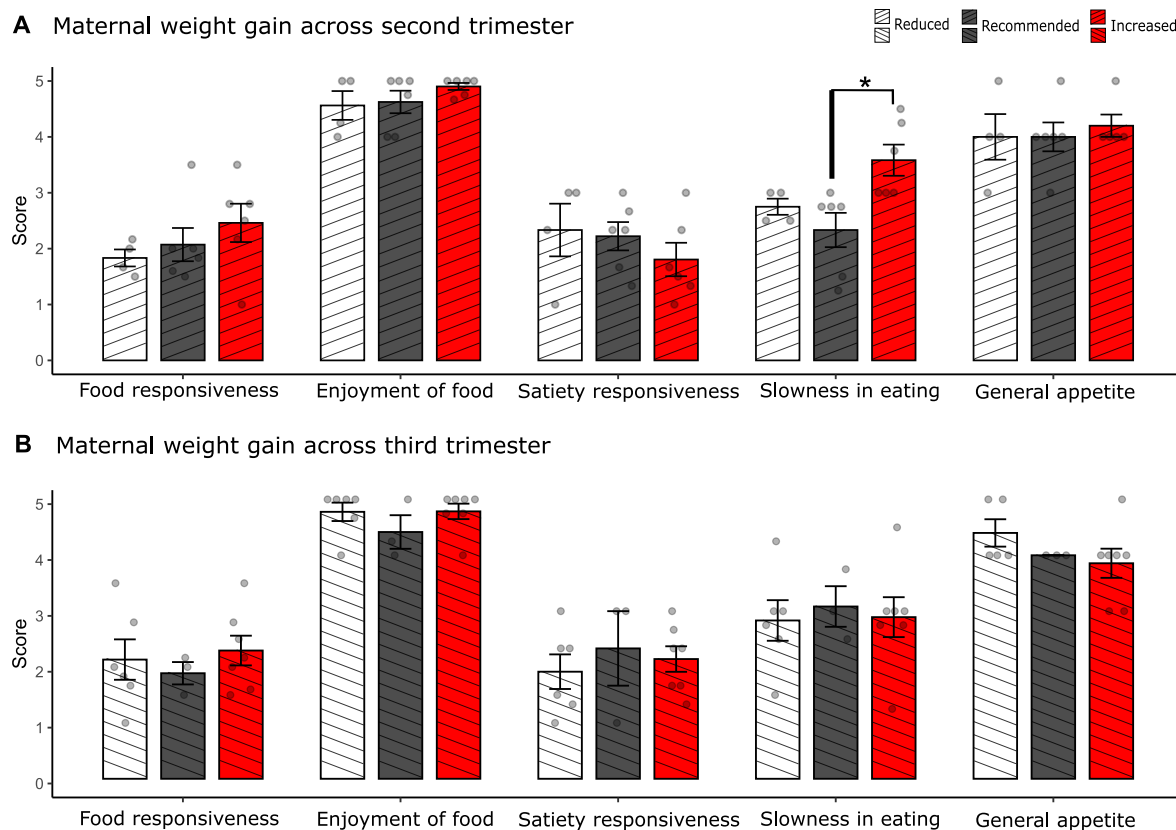 A Maternal weight gain across second trimester
Reduced Recommended Increased
5
4
3
2
1
0
Score
*
Food responsiveness Enjoyment of food Satiety responsiveness Slowness in eating General appetite
B Maternal weight gain across third trimester
5
4
3
2
1
0
Score
Food responsiveness Enjoyment of food Satiety responsiveness Slowness in eating General appetite